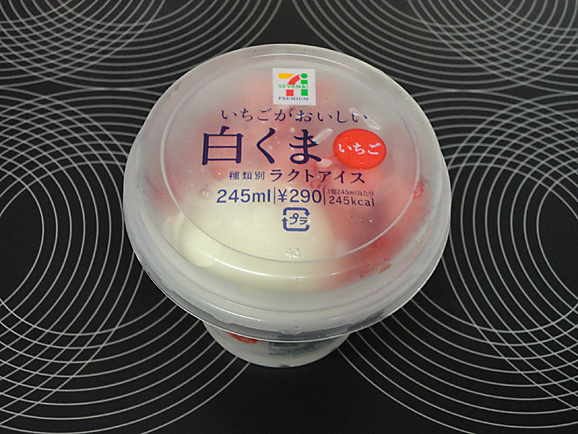 SEVEN&i
PREMIUM
いちごがおいしい
白くま いちご
種類別 ラクトアイス
245ml ¥290 1個245ml当たり 245kcal
プラ